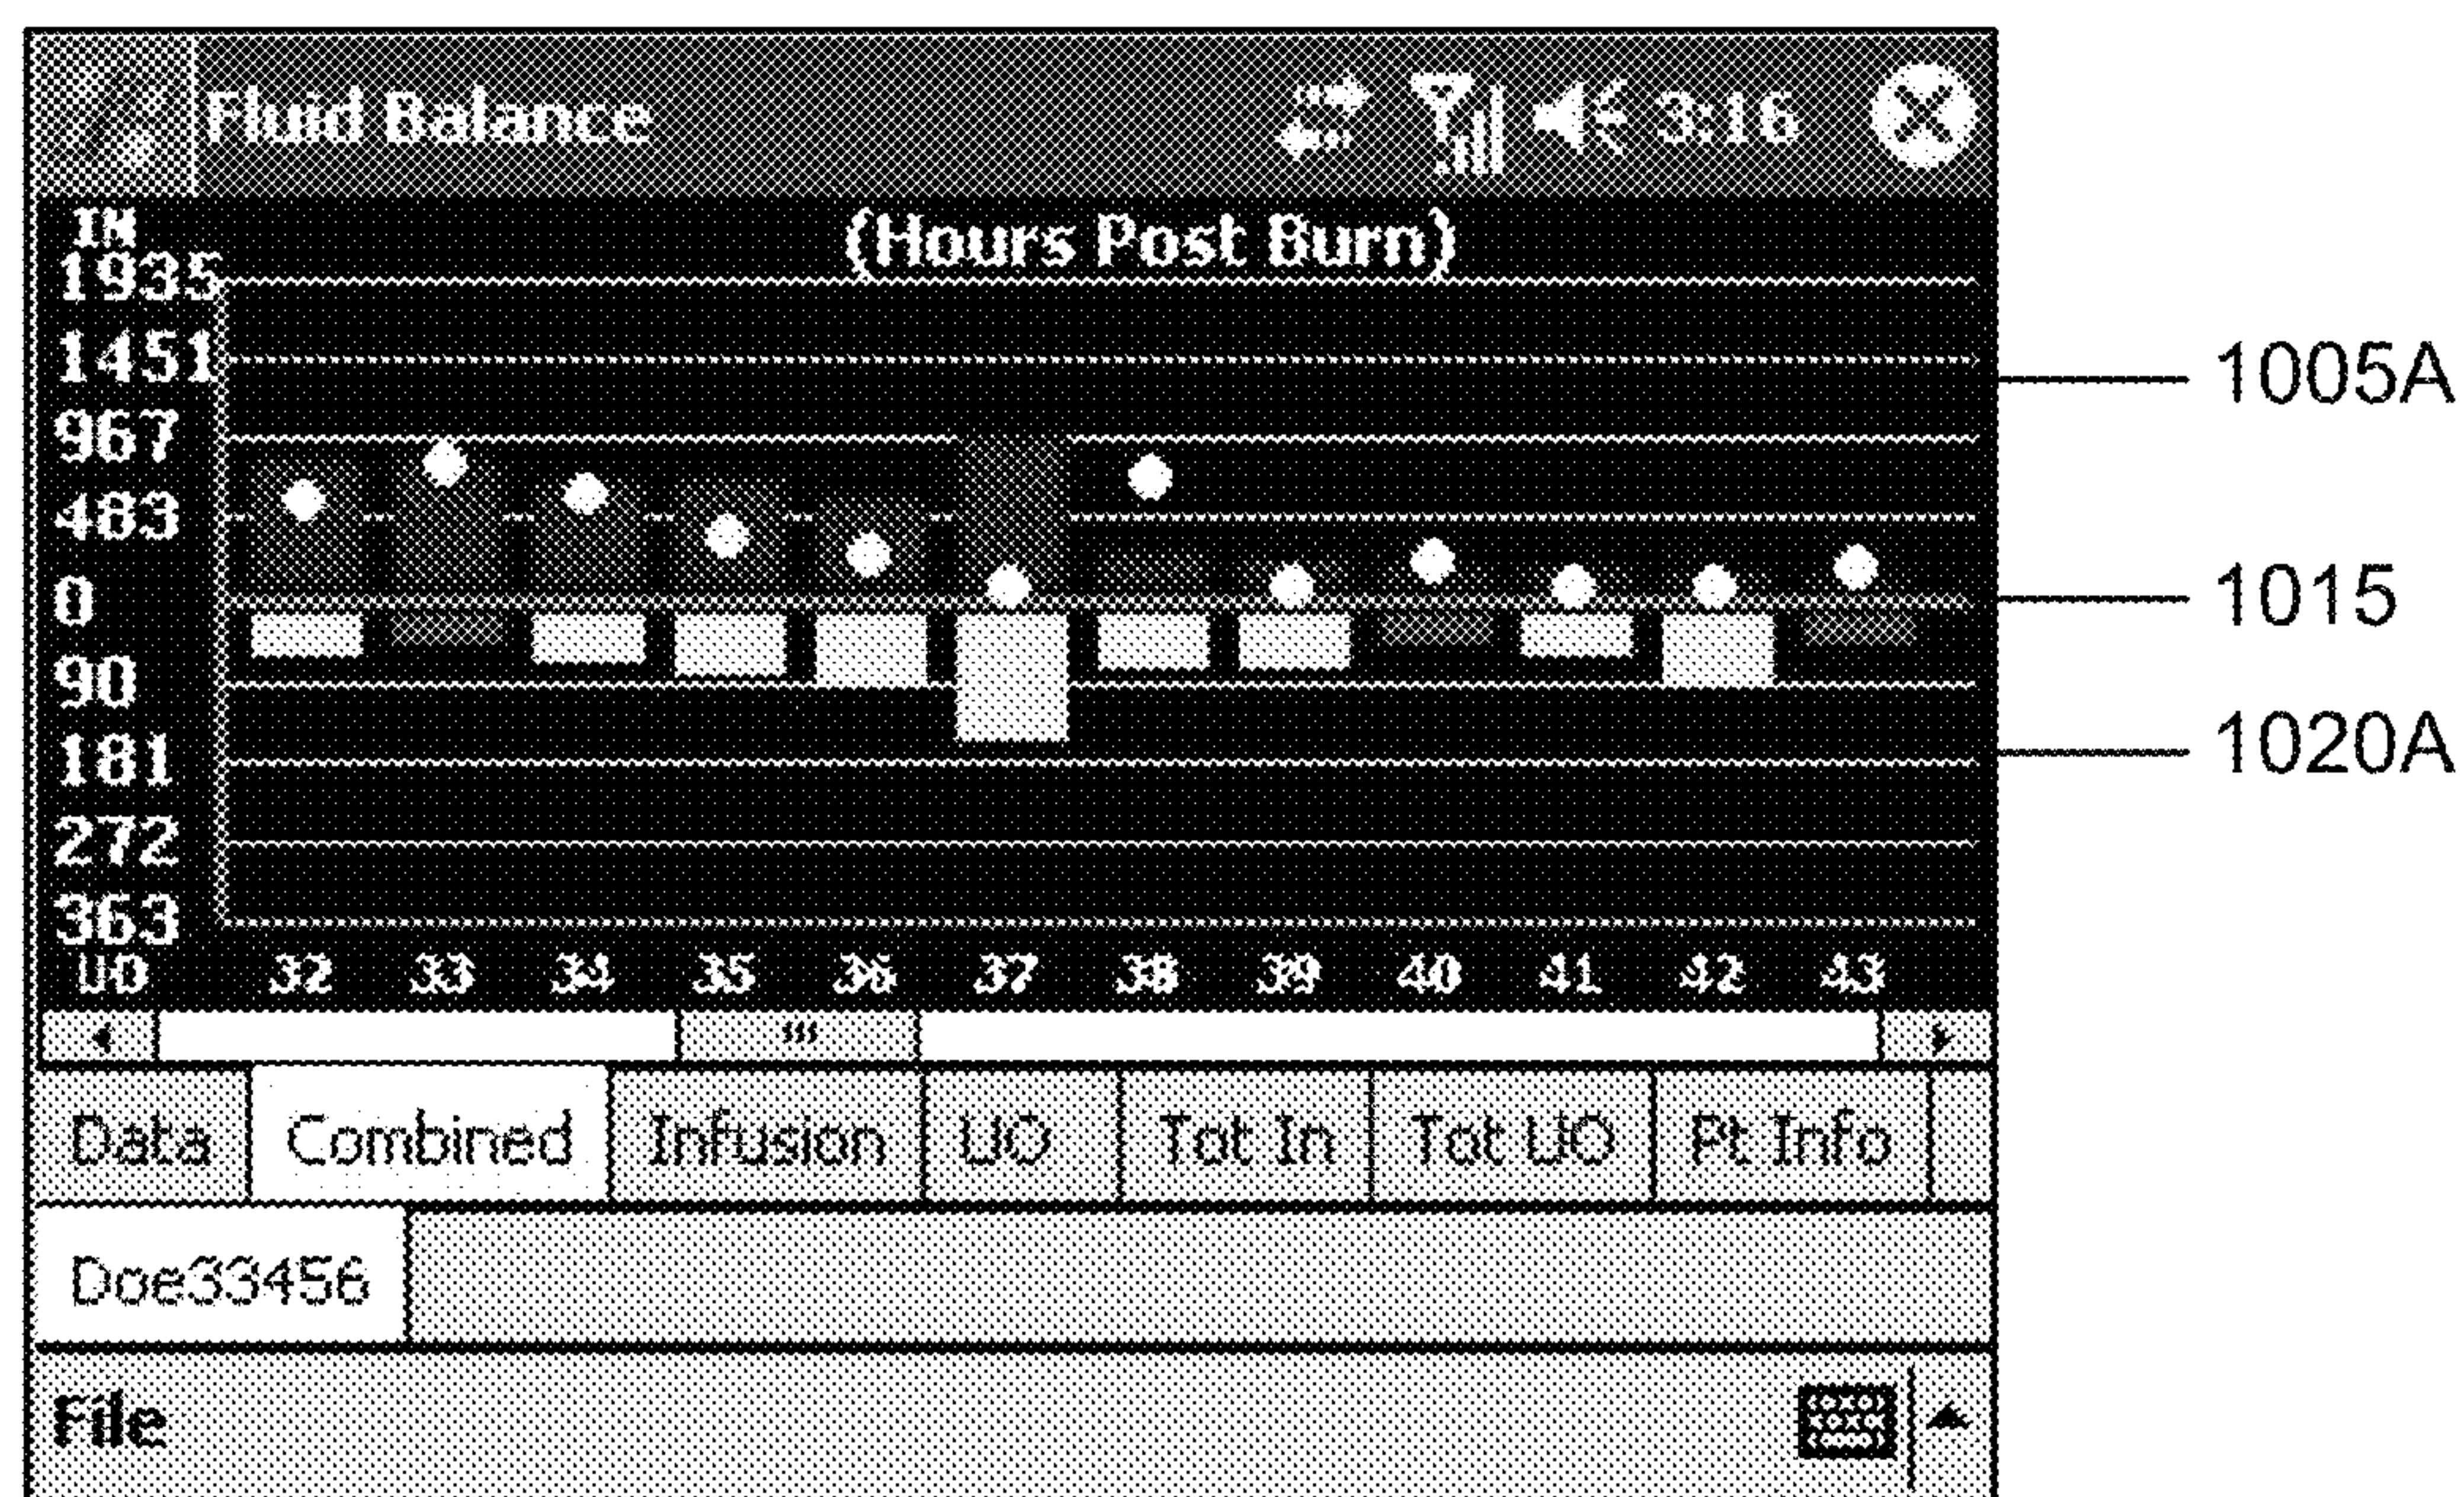 Fluid Balance 3:16
IN
(Hours Post Burn)
1935
1451
1005A
967
483
0
1015
90
181
1020A
272
363
UO 32 33 34 35 36 37 38 39 40 41 42 43
Data Combined Infusion UO Tot In Tot UO Pt Info
Doe33456
File